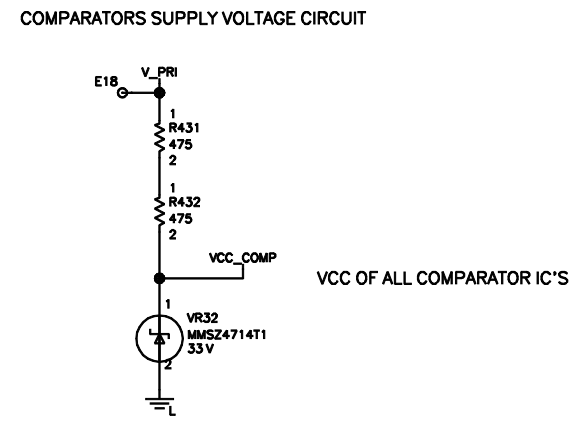 COMPARATORS SUPPLY VOLTAGE CIRCUIT
V_PRI
E18
1
R431
475
2
1
R432
475
2
VCC_COMP
VCC OF ALL COMPARATOR IC'S
1
VR32
MMSZ4714T1
33V
2
L